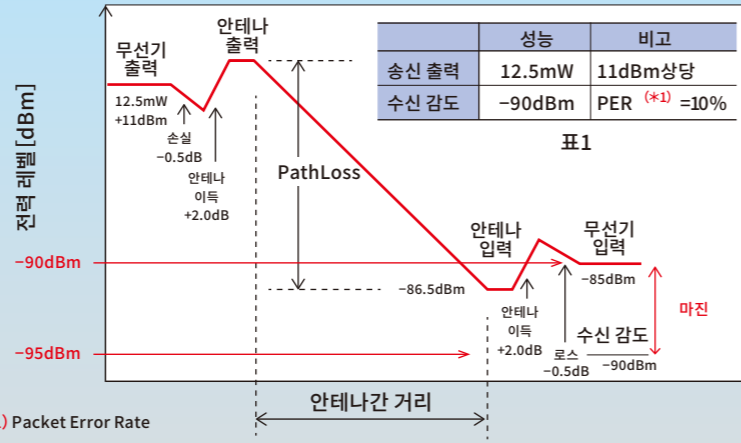 안테나
출력
무선기
출력
12.5mW
+11dBm
손실
−0.5dB
안테나
이득
+2.0dB
성능 비고
송신 출력 12.5mW 11dBm상당
수신 감도 −90dBm PER (*1) =10%
표1
전력 레벨 [dBm]
PathLoss
안테나
입력
무선기
입력
−90dBm
−86.5dBm
−85dBm
안테나
이득
+2.0dB
마진
로스
−0.5dB
수신 감도
−90dBm
−95dBm
안테나간 거리
) Packet Error Rate